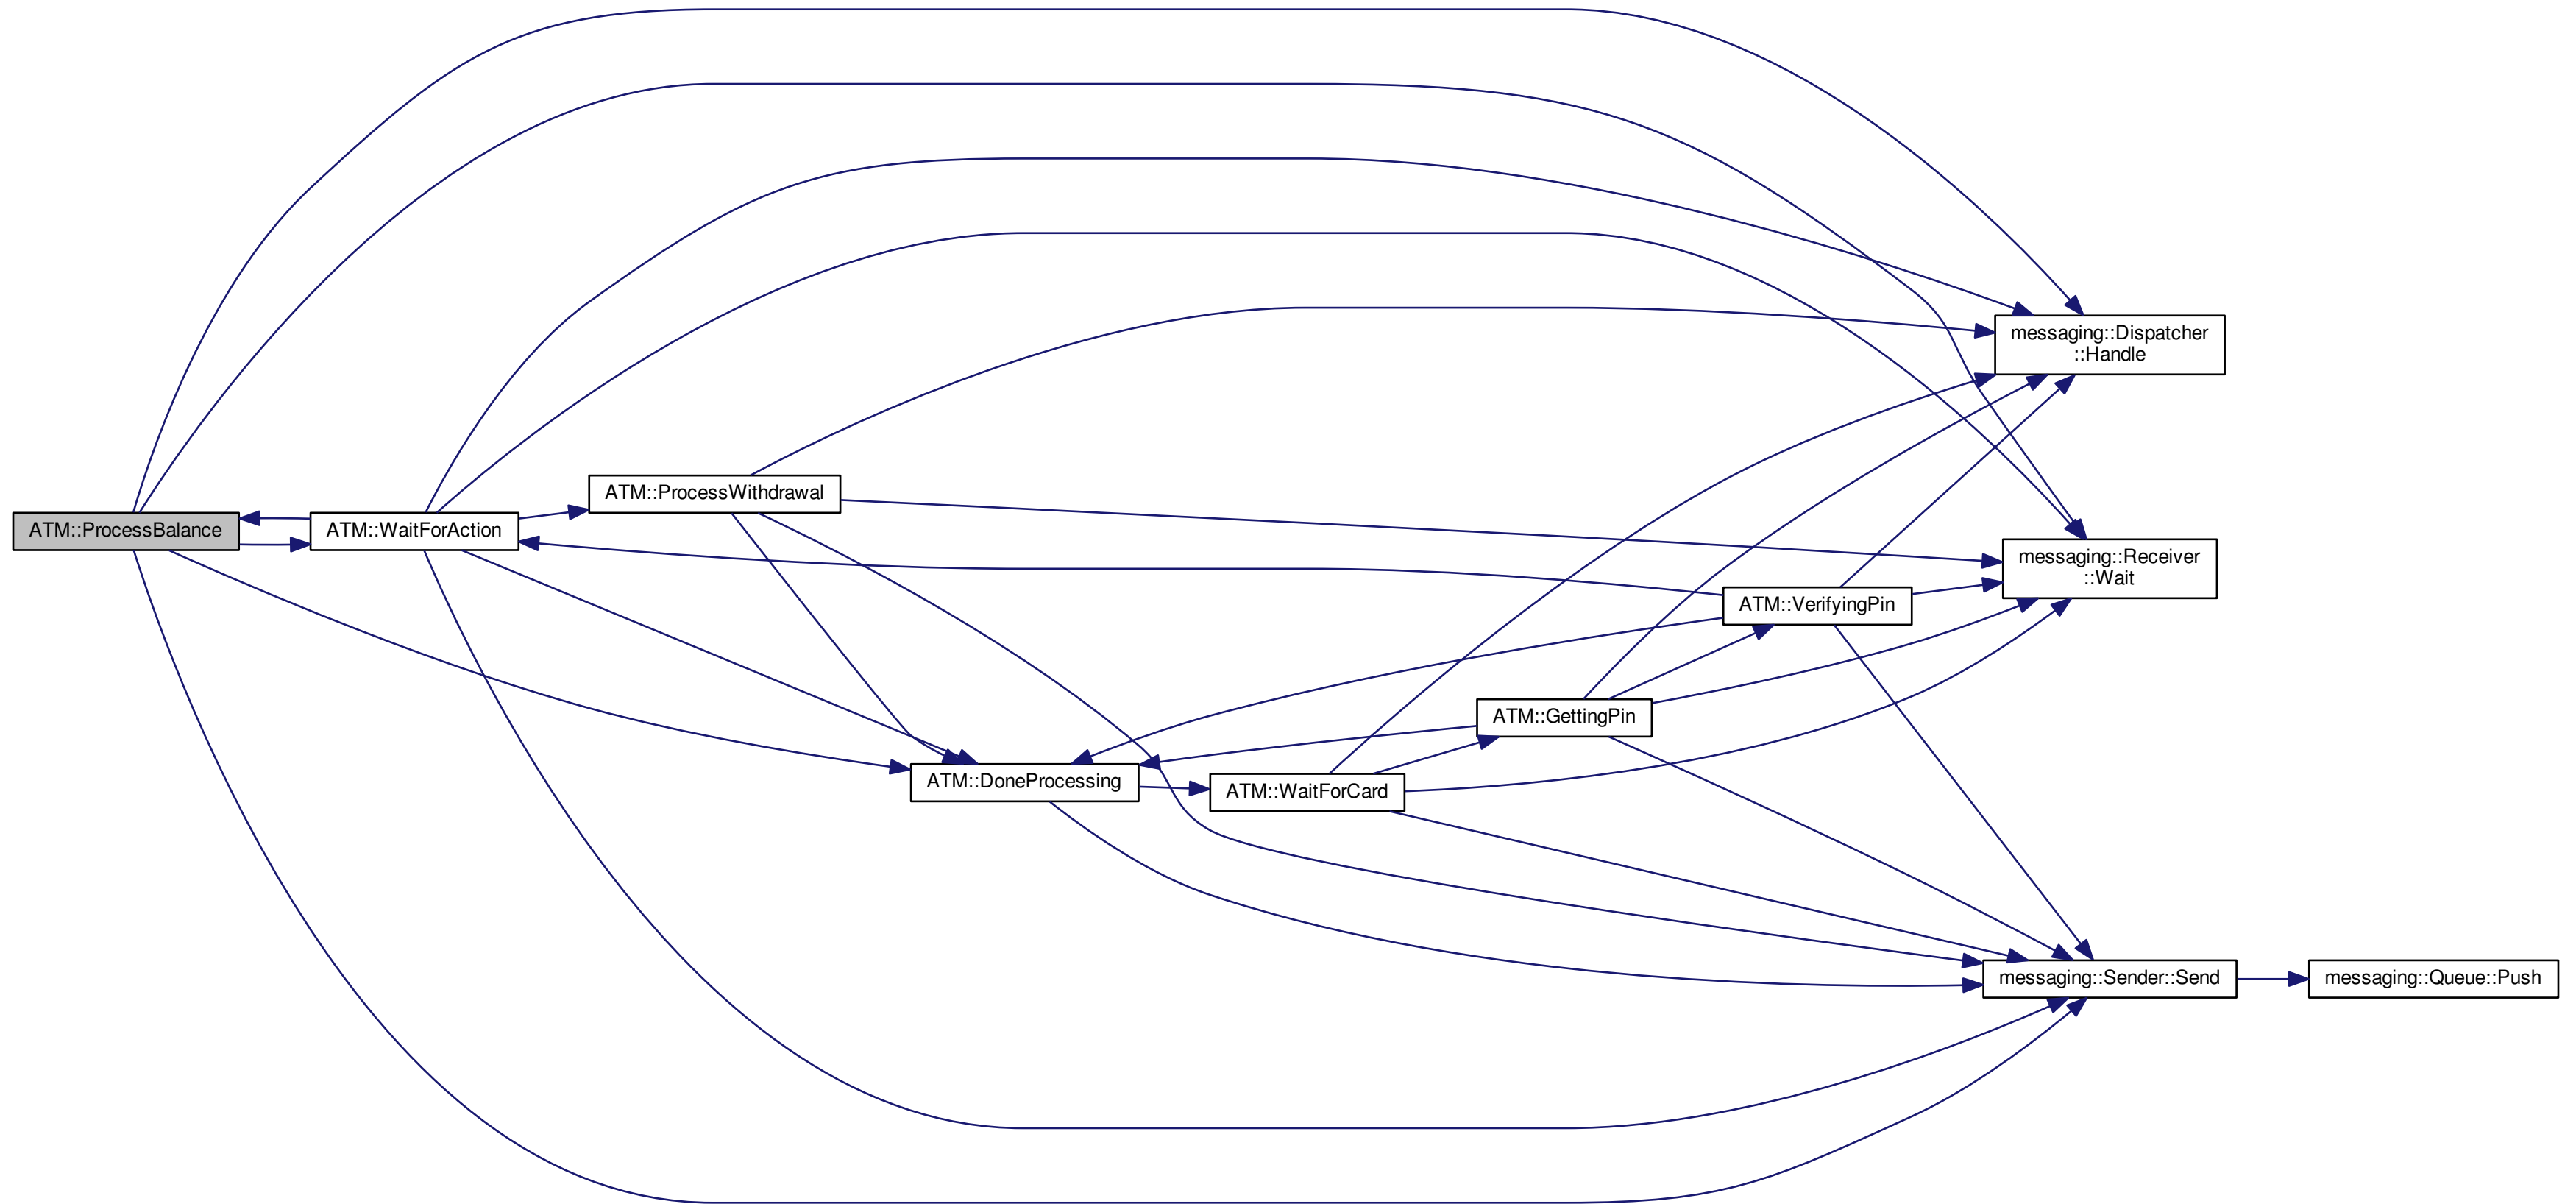 messaging::Dispatcher
::Handle
ATM::ProcessWithdrawal
ATM::ProcessBalance
ATM::WaitForAction
messaging::Receiver
::Wait
ATM::VerifyingPin
ATM::GettingPin
ATM::DoneProcessing
ATM::WaitForCard
messaging::Sender::Send
messaging::Queue::Push